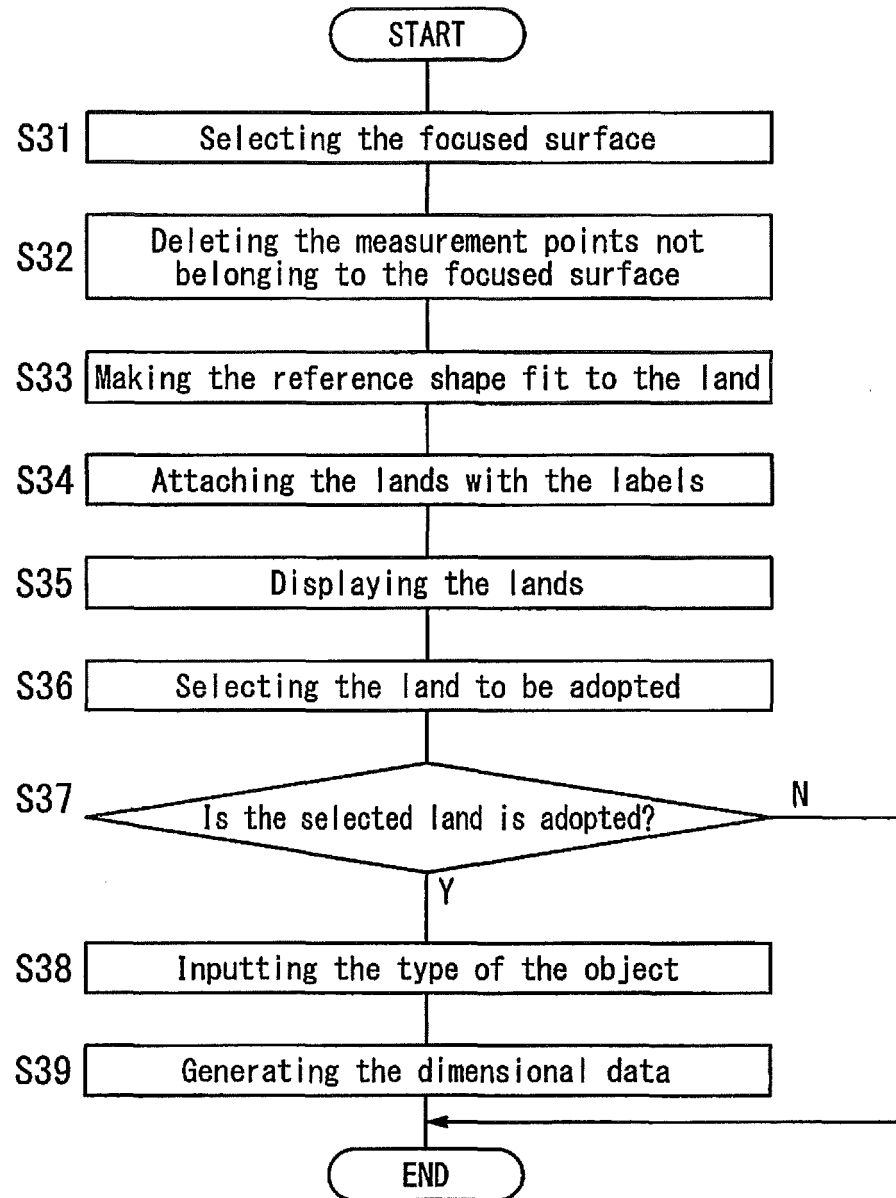 START
S31 Selecting the focused surface
S32 Deleting the measurement points not
belonging to the focused surface
S33 Making the reference shape fit to the land
S34 Attaching the lands with the labels
S35 Displaying the lands
S36 Selecting the land to be adopted
S37 Is the selected land is adopted? N
Y
S38 Inputting the type of the object
S39 Generating the dimensional data
END